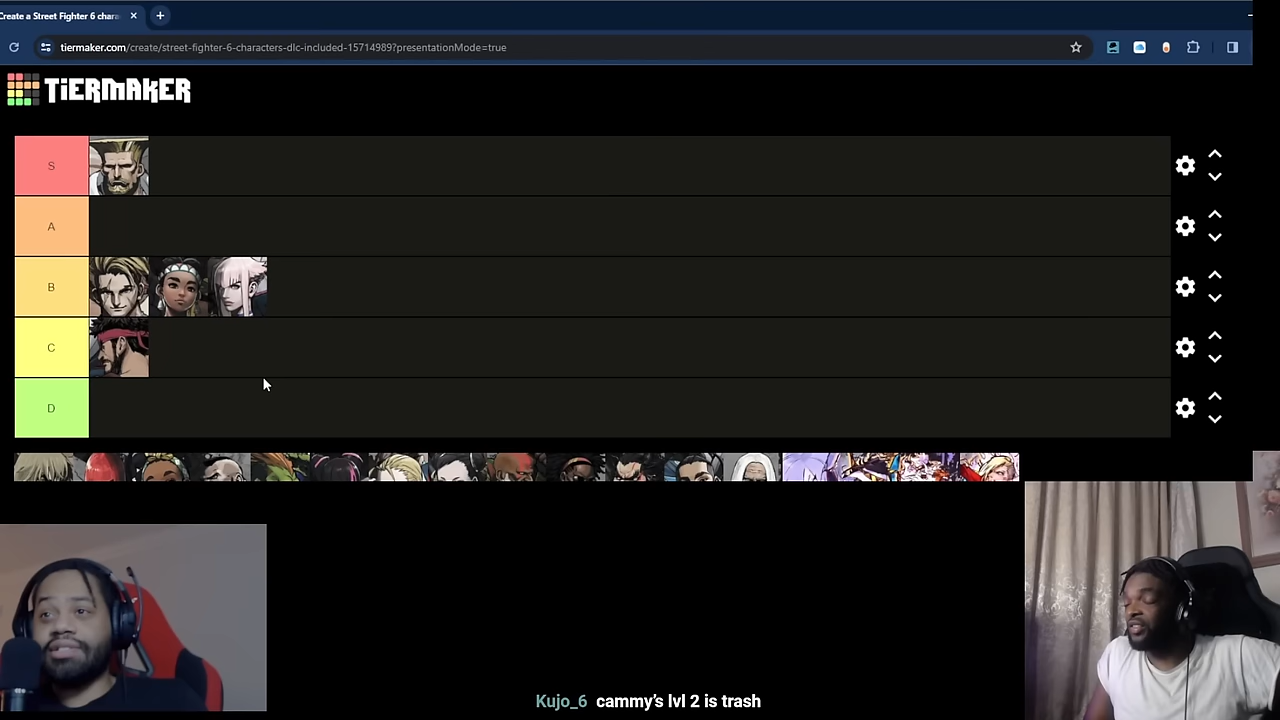 Create a Street Fighter 6 chara
tiermaker.com/create/street-fighter-6-characters-dlc-included-15714989?presentationMode=true
TiERMAKER
S
A
B
C
D
Kujo_6 cammy's lvl 2 is trash